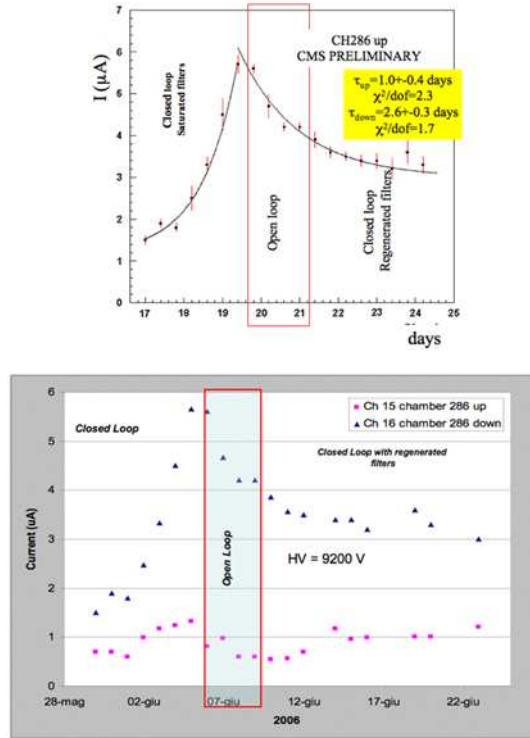 CH286 up
CMS PRELIMINARY
τup=1.0+-0.4 days
χ²/dof=2.3
τdown=2.6+-0.3 days
χ²/dof=1.7
I (μA)
7
6
5
4
3
2
1
0
Closed loop
Saturated filters
Open loop
Closed loop
Regenerated filters
17 18 19 20 21 22 23 24 25 26
days
6
5
4
3
2
1
0
Current (uA)
Closed Loop
Open Loop
Ch 15 chamber 286 up
Ch 16 chamber 286 down
Closed Loop with regenerated
filters
HV = 9200 V
28-mag 02-giu 07-giu 12-giu 17-giu 22-giu
2006